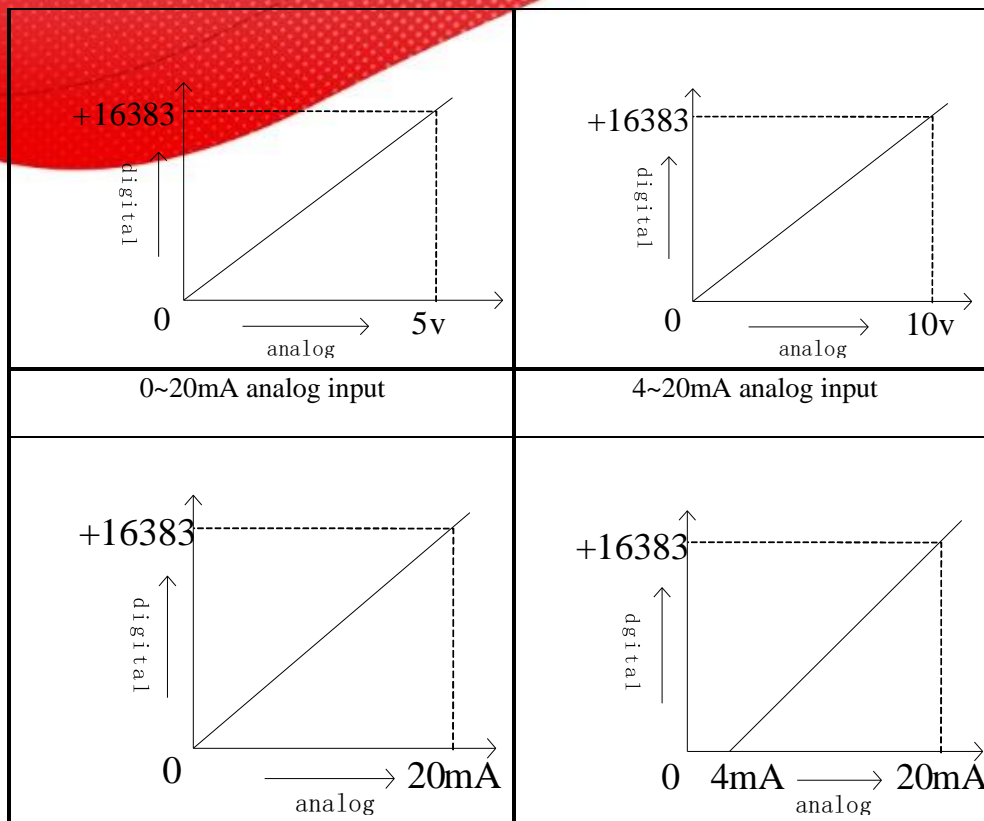 +16383
digital
0
5v
analog
+16383
digital
0
10v
analog
0~20mA analog input
4~20mA analog input
+16383
digital
0
20mA
analog
+16383
dgital
0
4mA
20mA
analog